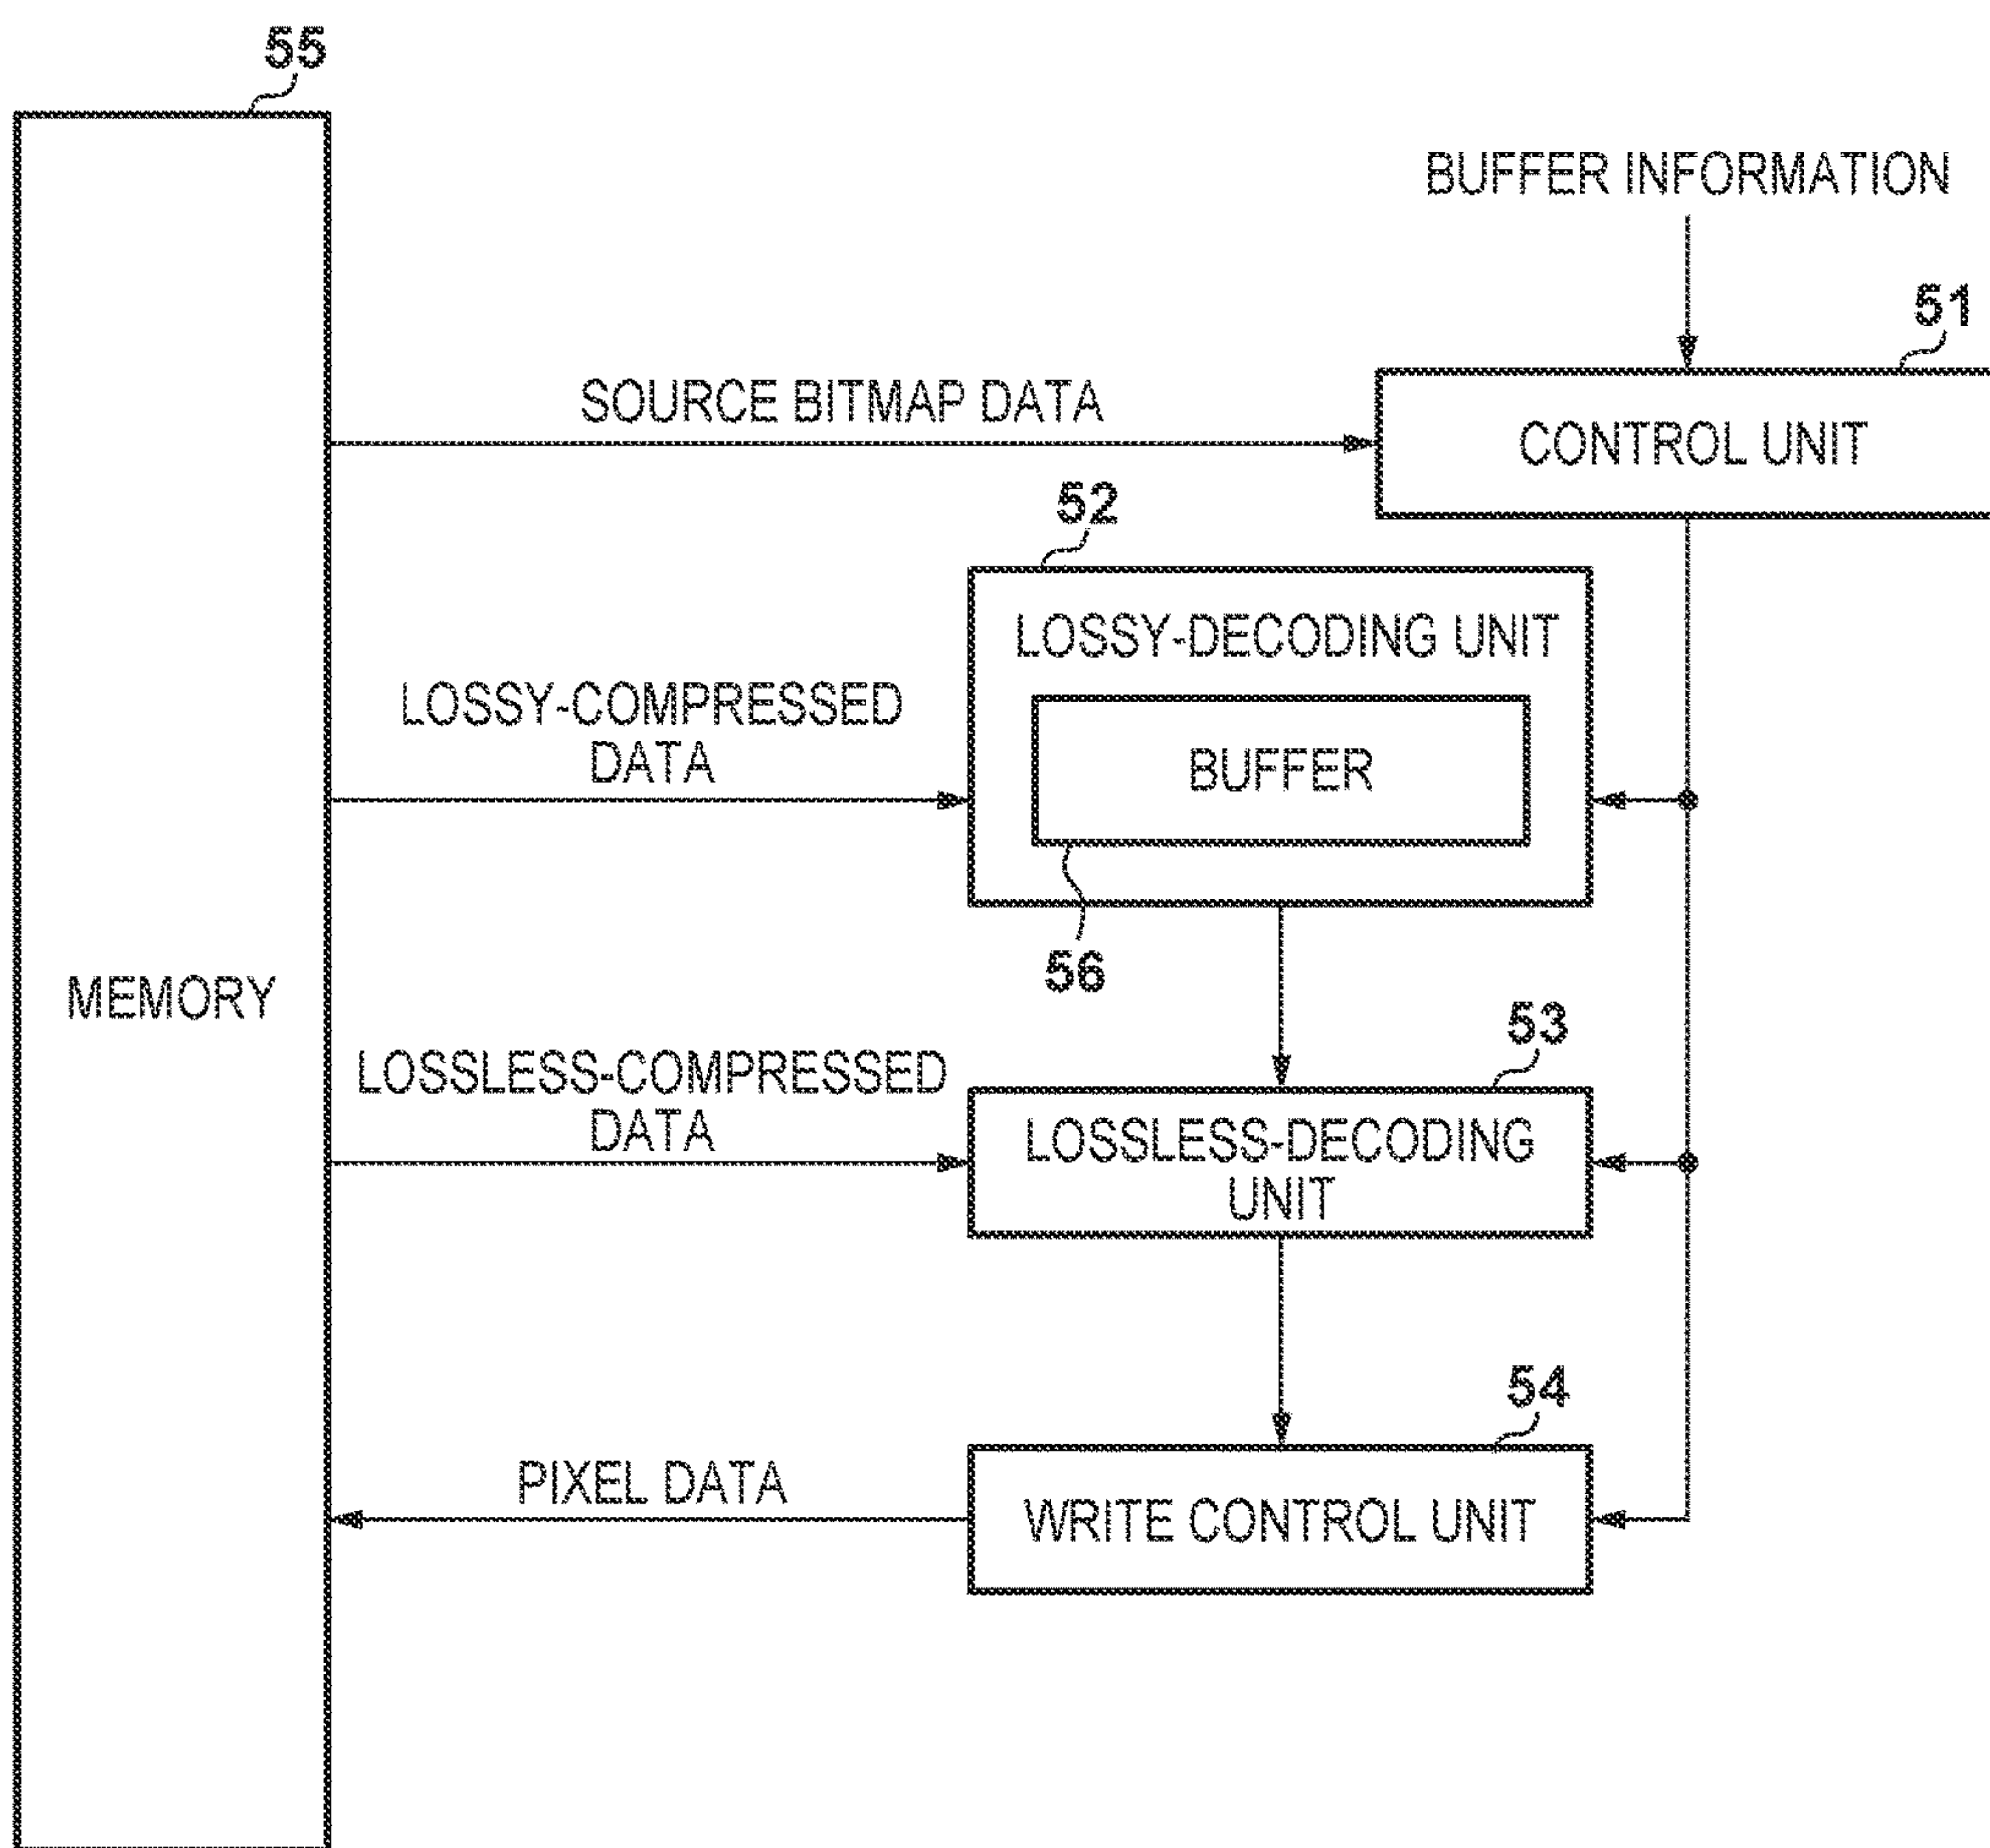 55
BUFFER INFORMATION
51
SOURCE BITMAP DATA
CONTROL UNIT
52
LOSSY-DECODING UNIT
LOSSY-COMPRESSED
DATA
BUFFER
56
MEMORY
53
LOSSLESS-COMPRESSED
DATA
LOSSLESS-DECODING
UNIT
54
PIXEL DATA
WRITE CONTROL UNIT